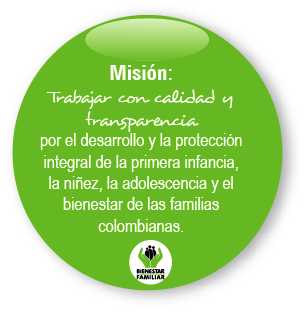 Misión:
Trabajar con calidad y
transparencia
por el desarrollo y la protección
integral de la primera infancia,
la niñez, la adolescencia y el
bienestar de las familias
colombianas.
BIENESTAR
FAMILIAR